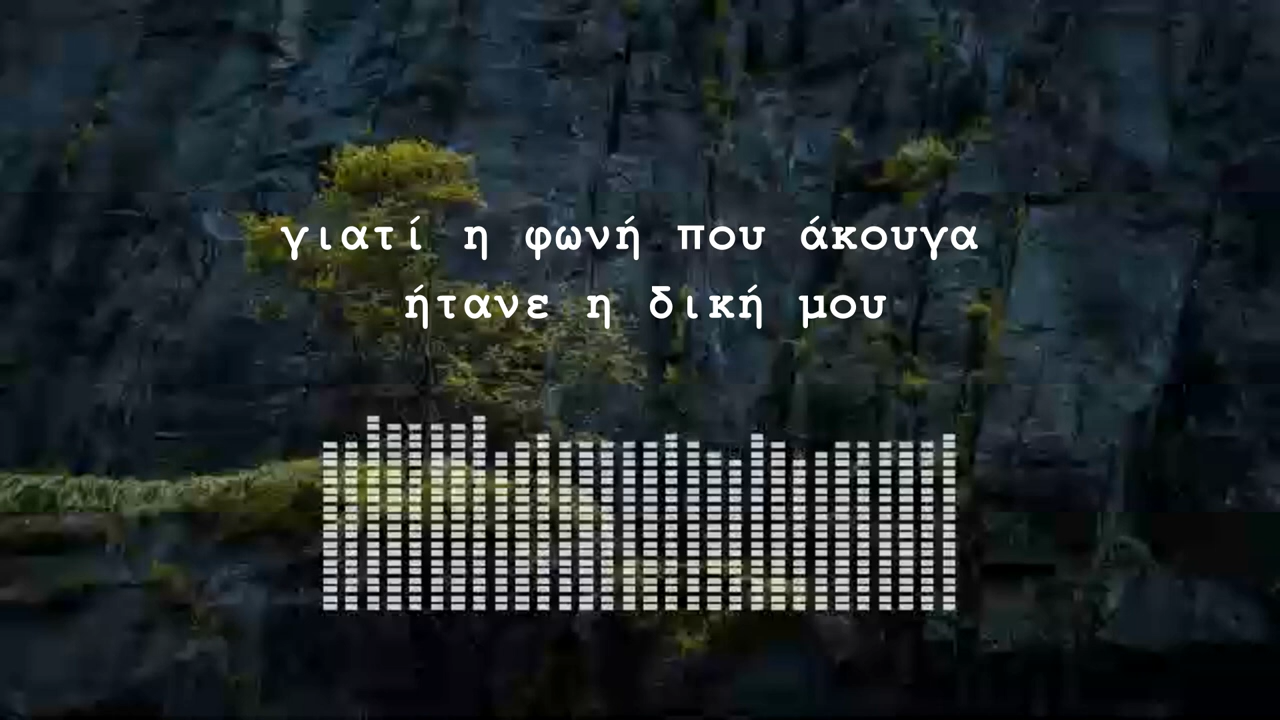 γιατί η φωνή που άκουγα
ήτανε η δική μου